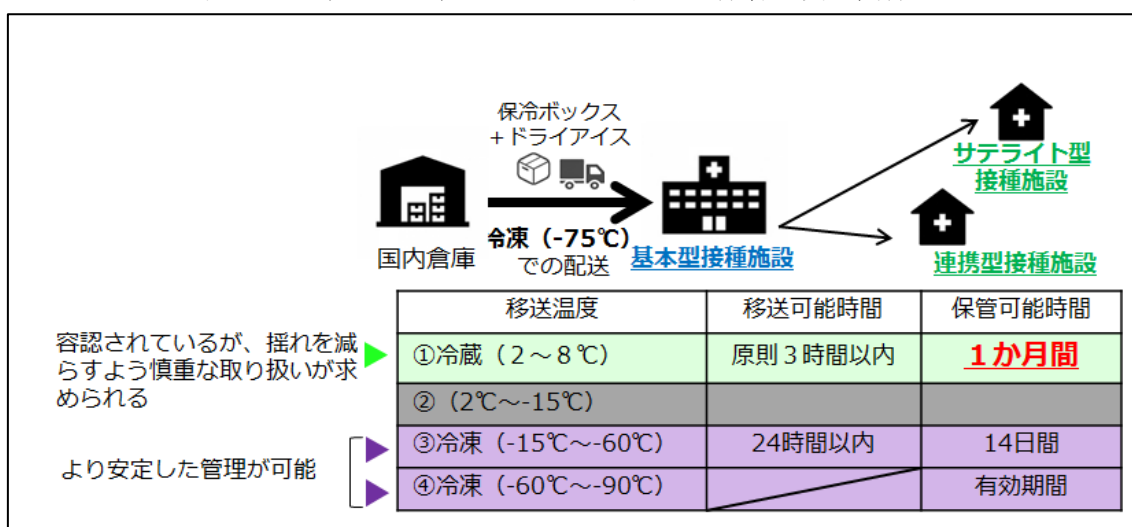 保冷ボックス
＋ドライアイス
サテライト型
接種施設
冷凍（-75℃）
での配送
国内倉庫
基本型接種施設
連携型接種施設
移送温度 移送可能時間 保管可能時間
容認されているが、揺れを減
らすよう慎重な取り扱いが求
められる
①冷蔵（２～８℃） 原則３時間以内 １か月間
②（2℃～-15℃）
より安定した管理が可能
③冷凍（-15℃～-60℃） 24時間以内 14日間
④冷凍（-60℃～-90℃） 有効期間